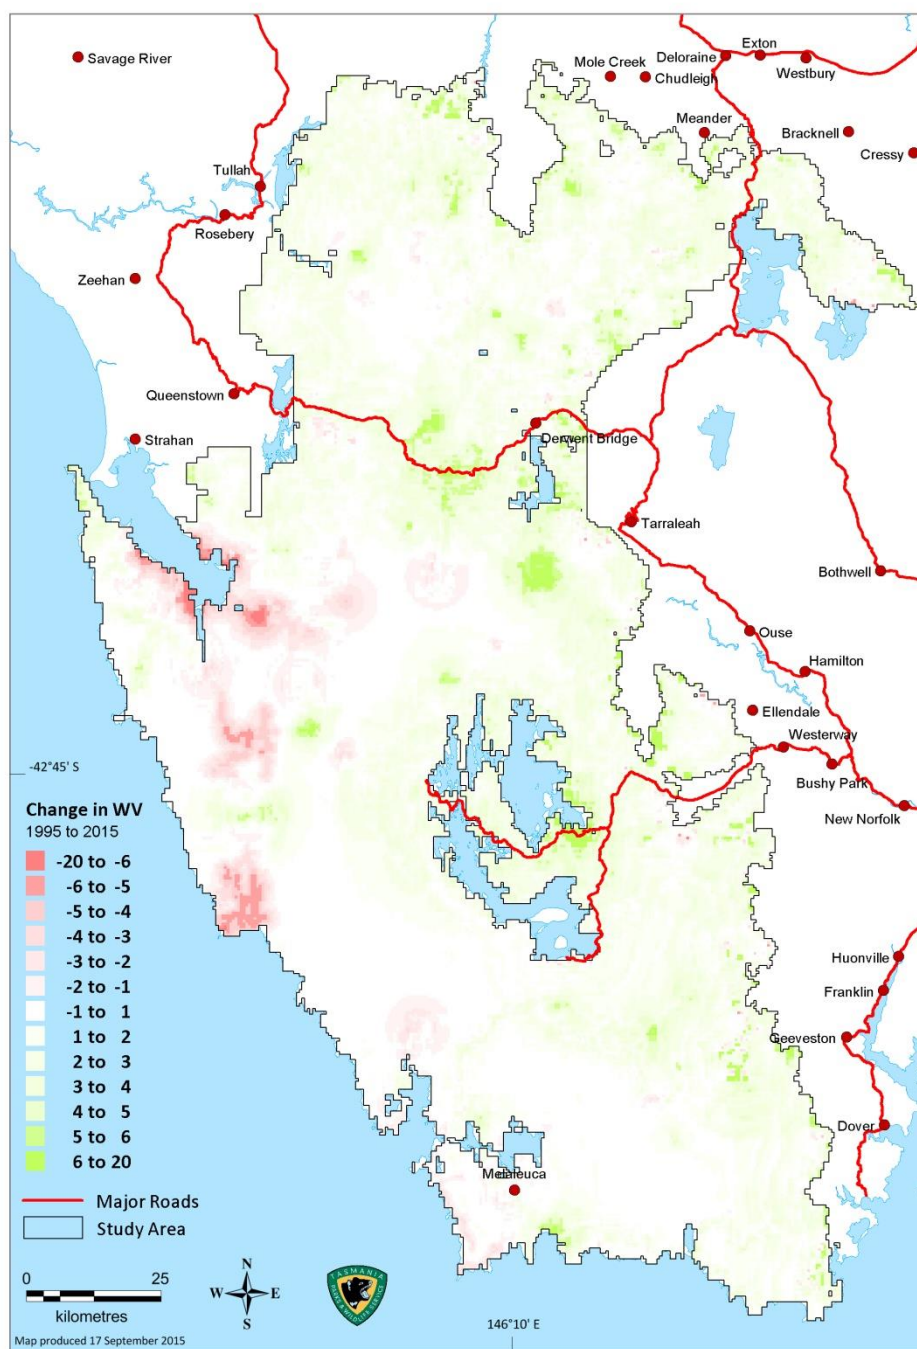 Savage River
Exton
Deloraine
Westbury
Mole Creek
Chudleigh
Meander
Bracknell
Cressy
Tullah
Rosebery
Zeehan
Queenstown
Strahan
Derwent Bridge
Tarraleah
Bothwell
Ouse
Hamilton
Ellendale
Westerway
-42°45' S
Bushy Park
New Norfolk
Change in WV
1995 to 2015
-20 to -6
-6 to -5
-5 to -4
-4 to -3
-3 to -2
-2 to -1
-1 to 1
1 to 2
2 to 3
3 to 4
4 to 5
5 to 6
6 to 20
Huonville
Franklin
Geeveston
Dover
Melaleuca
Major Roads
Study Area
0 25
kilometres
N
W E
S
TASMANIA
PARKS & WILDLIFE SERVICE
146°10' E
Map produced 17 September 2015